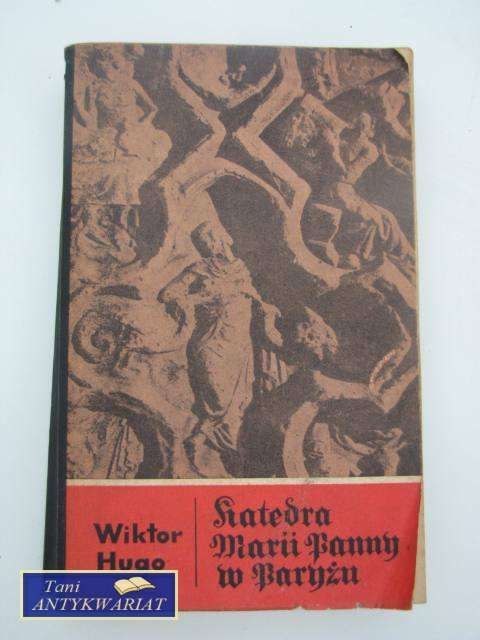 Wiktor
Hugo
Katedra
Marii Panny
w Paryżu
Tani
ANTYKWARIAT